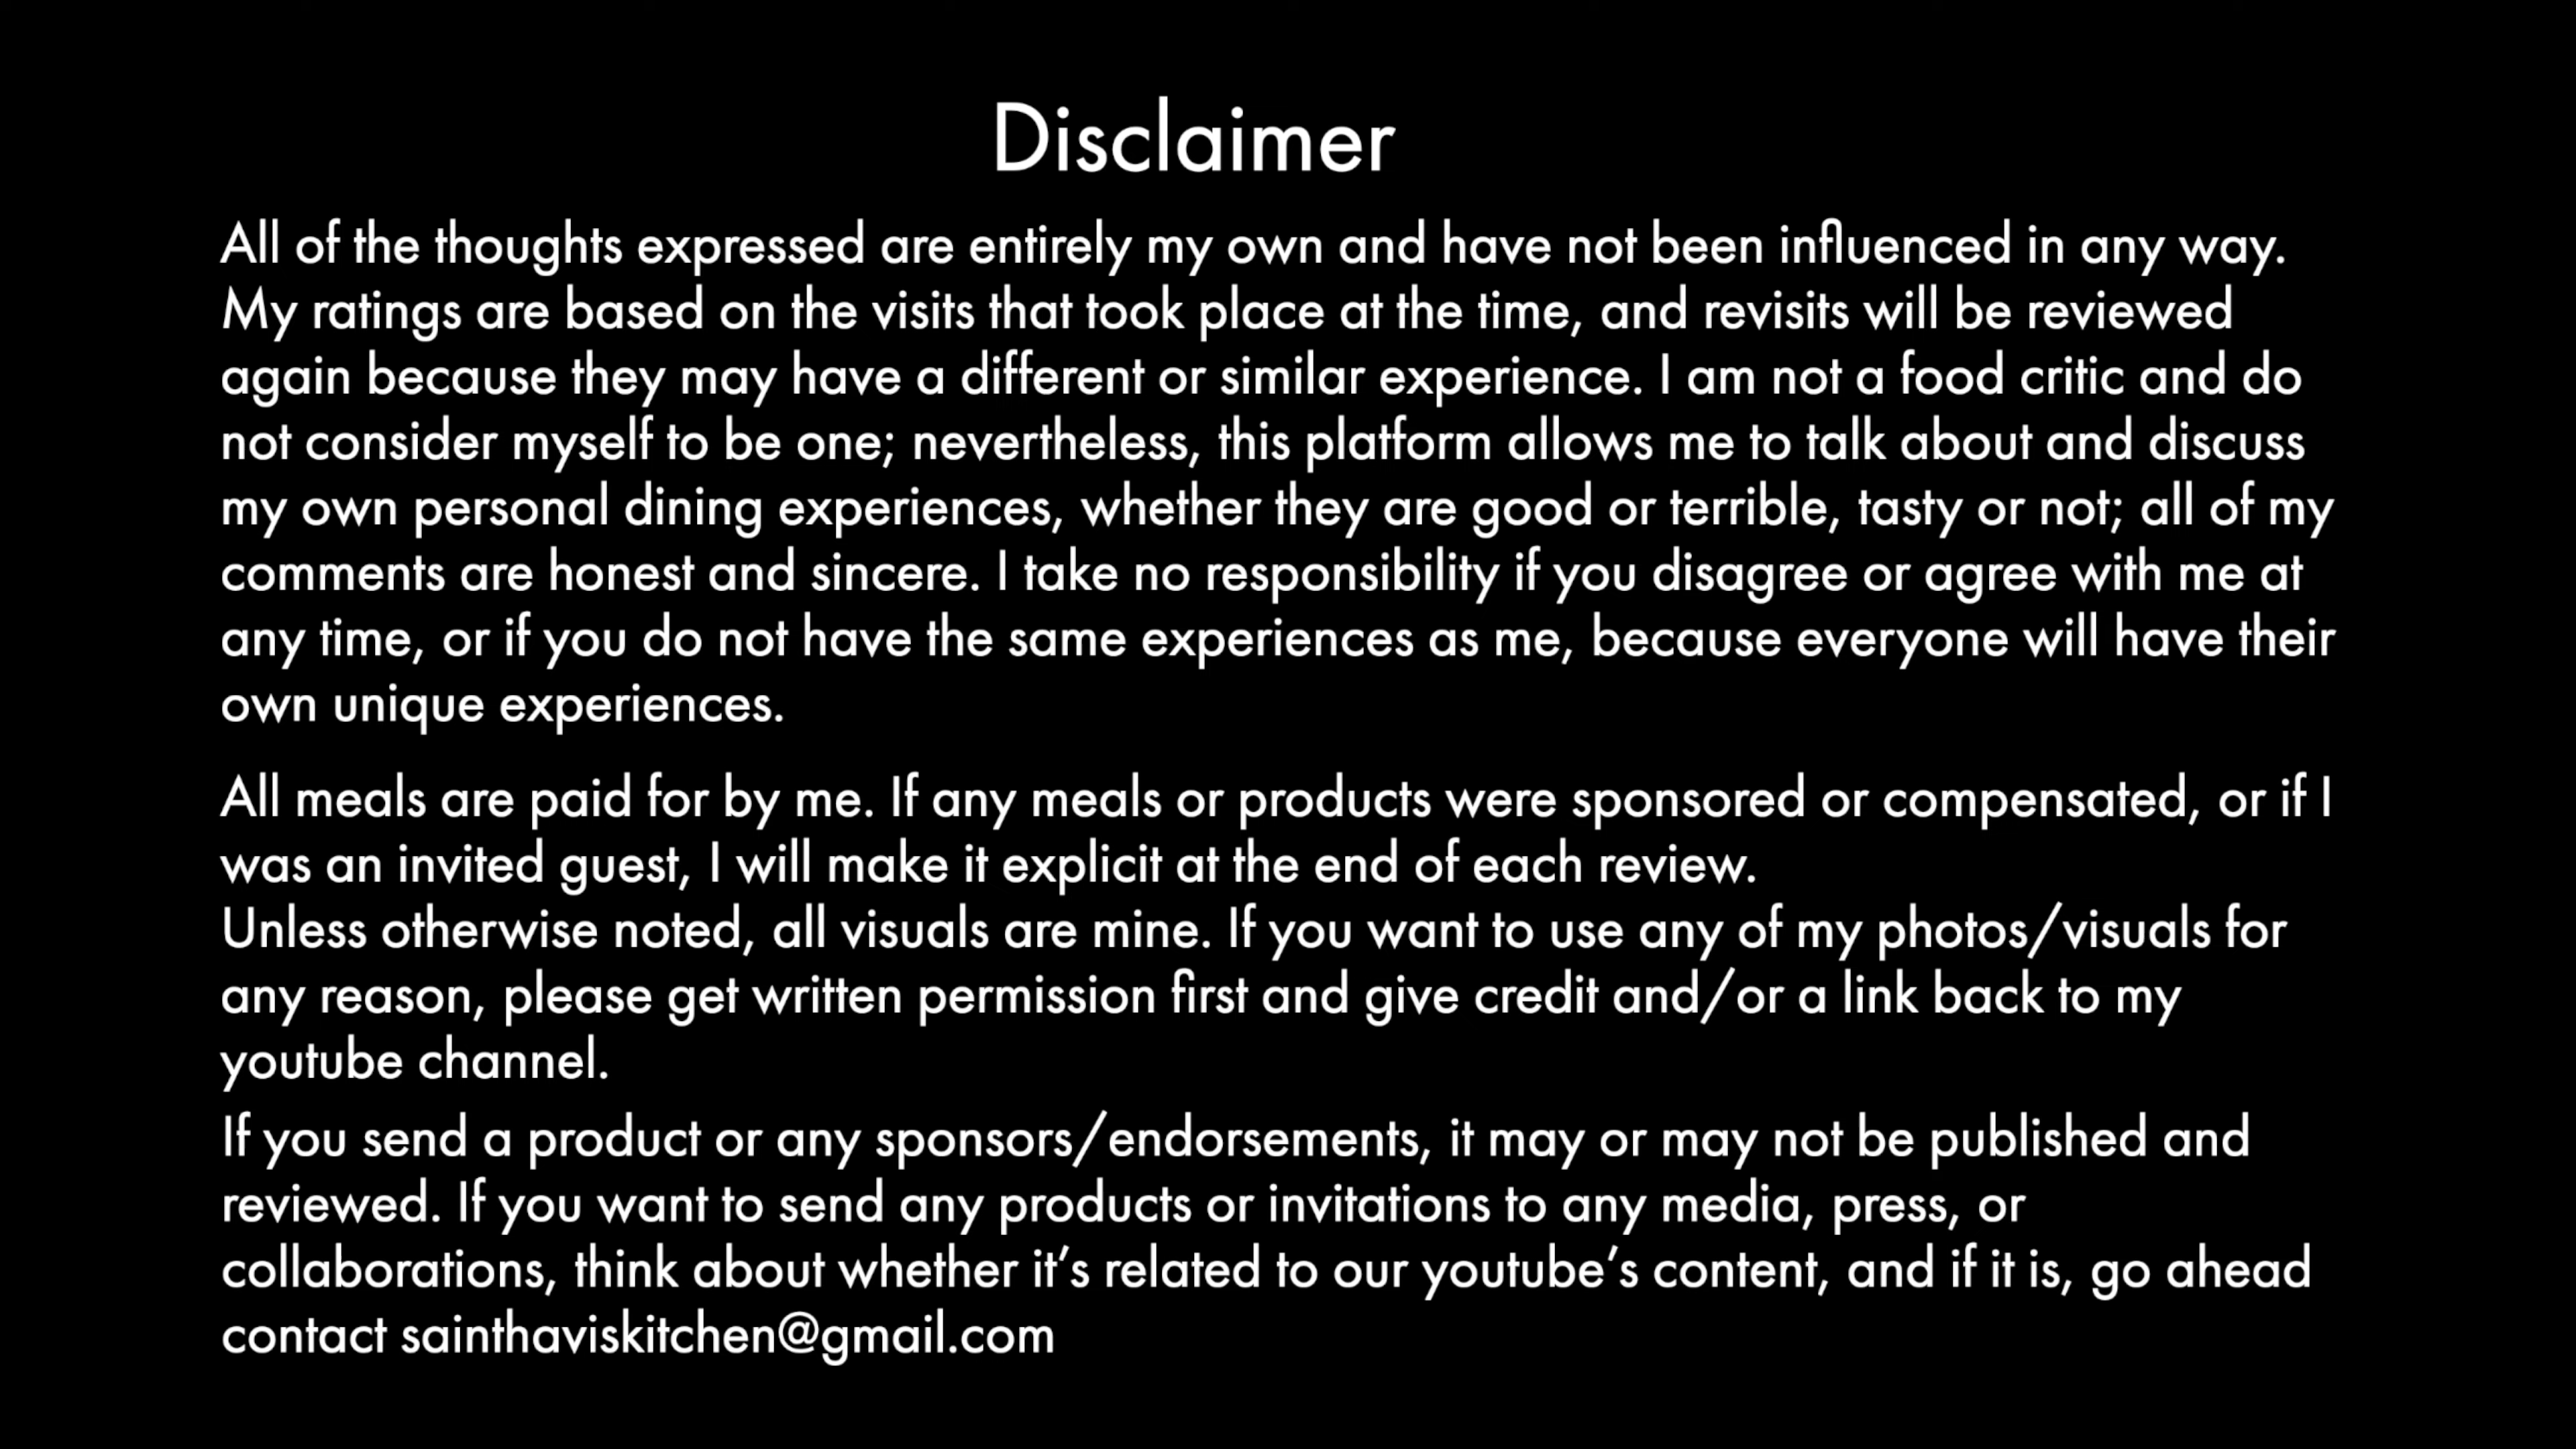 Disclaimer
All of the thoughts expressed are entirely my own and have not been influenced in any way.
My ratings are based on the visits that took place at the time, and revisits will be reviewed
again because they may have a different or similar experience. I am not a food critic and do
not consider myself to be one; nevertheless, this platform allows me to talk about and discuss
my own personal dining experiences, whether they are good or terrible, tasty or not; all of my
comments are honest and sincere. I take no responsibility if you disagree or agree with me at
any time, or if you do not have the same experiences as me, because everyone will have their
own unique experiences.
All meals are paid for by me. If any meals or products were sponsored or compensated, or if I
was an invited guest, I will make it explicit at the end of each review.
Unless otherwise noted, all visuals are mine. If you want to use any of my photos/visuals for
any reason, please get written permission first and give credit and/or a link back to my
youtube channel.
If you send a product or any sponsors/endorsements, it may or may not be published and
reviewed. If you want to send any products or invitations to any media, press, or
collaborations, think about whether it’s related to our youtube’s content, and if it is, go ahead
contact sainthaviskitchen@gmail.com